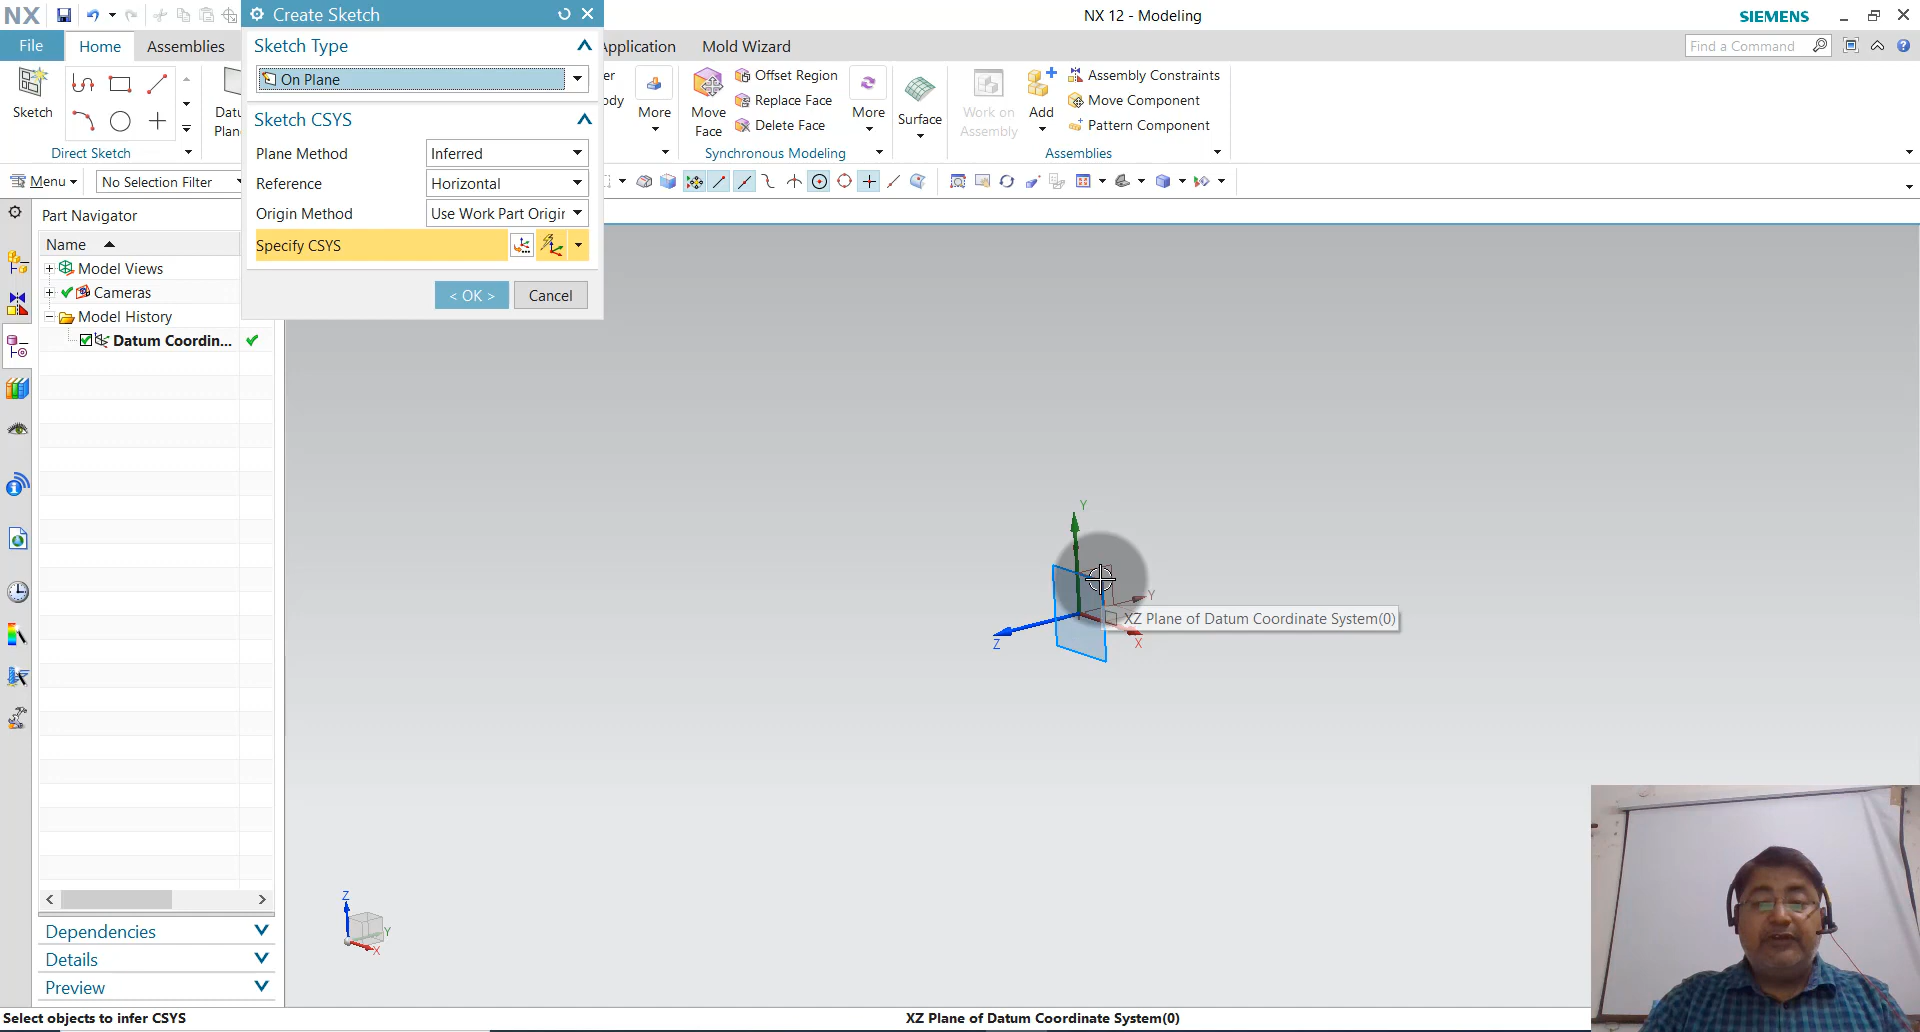 NX
Create Sketch
NX 12 - Modeling
SIEMENS
File
Home
Assemblies
Application
Mold Wizard
Find a Command
Sketch Type
On Plane
Sketch
Direct Sketch
More
Move
Face
Offset Region
Replace Face
Delete Face
More
Synchronous Modeling
Surface
Work on
Assembly
Add
Assembly Constraints
Move Component
Pattern Component
Assemblies
Sketch CSYS
Plane Method
Inferred
Reference
Horizontal
Origin Method
Use Work Part Origin
Specify CSYS
< OK >
Cancel
Menu
No Selection Filter
Part Navigator
Name
Model Views
Cameras
Model History
Datum Coordin...
Y
Y
Z
X
XZ Plane of Datum Coordinate System(0)
Z
Y
X
Dependencies
Details
Preview
Select objects to infer CSYS
XZ Plane of Datum Coordinate System(0)